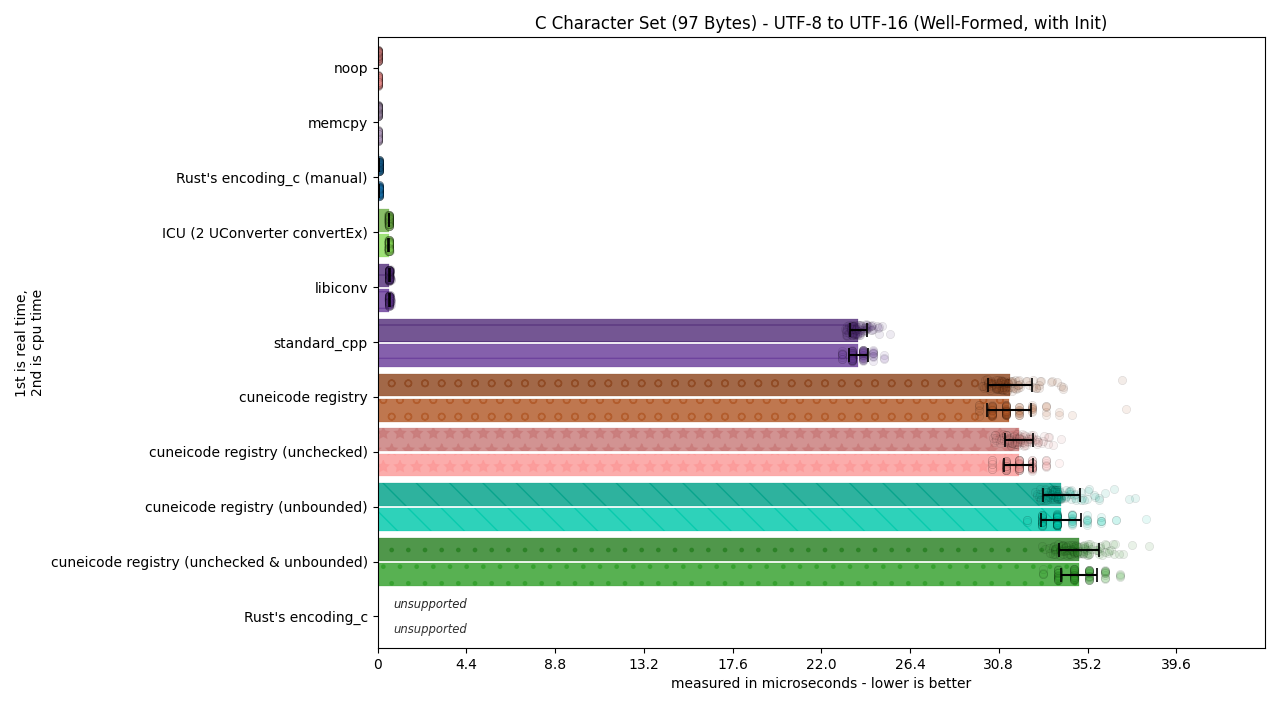 C Character Set (97 Bytes) - UTF-8 to UTF-16 (Well-Formed, with Init)
1st is real time,
2nd is cpu time
noop
memcpy
Rust's encoding_c (manual)
ICU (2 UConverter convertEx)
libiconv
standard_cpp
cuneicode registry
cuneicode registry (unchecked)
cuneicode registry (unbounded)
cuneicode registry (unchecked & unbounded)
Rust's encoding_c
unsupported
unsupported
0 4.4 8.8 13.2 17.6 22.0 26.4 30.8 35.2 39.6
measured in microseconds - lower is better